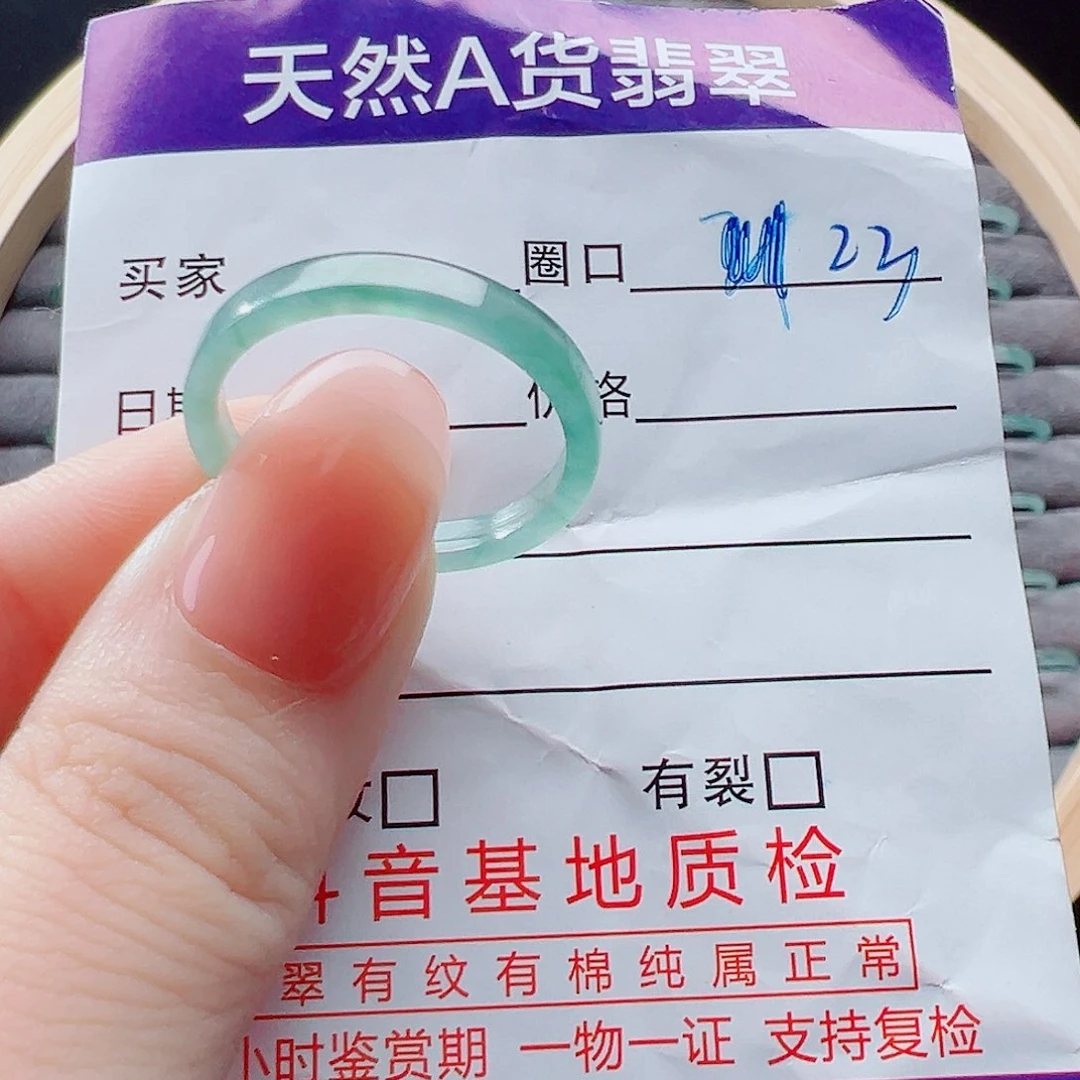 天然A货翡翠
买家 圈口 22
日期 价格
有裂
音基地质检
翠有纹有棉纯属正常
小时鉴赏期 一物一证 支持复检